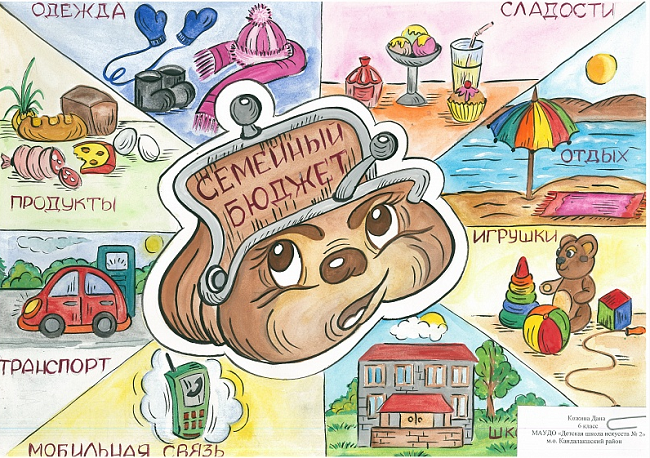 ОДЕЖДА
СЛАДОСТИ
СЕМЕЙНЫЙ
БЮДЖЕТ
ОТДЫХ
ПРОДУКТЫ
ИГРУШКИ
ТРАНСПОРТ
МОБИЛЬНАЯ СВЯЗЬ
Дана
6 класс
МАУДО «Детская школа искусств № 2»
м.о. Кандалакшский район